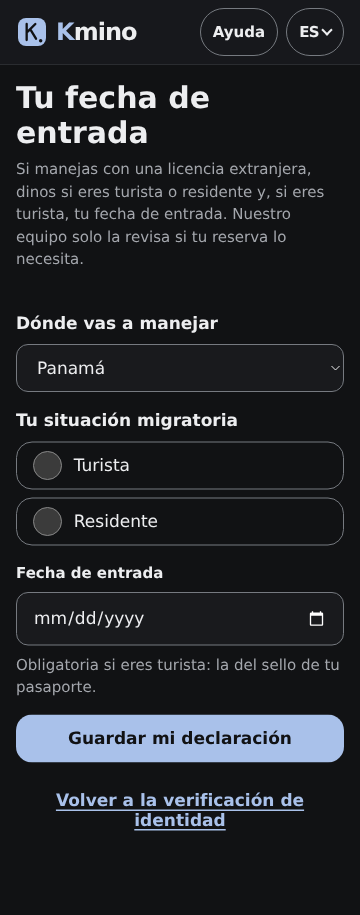 K. Kmino
Ayuda
ES
Tu fecha de
entrada
Si manejas con una licencia extranjera,
dinos si eres turista o residente y, si eres
turista, tu fecha de entrada. Nuestro
equipo solo la revisa si tu reserva lo
necesita.
Dónde vas a manejar
Panamá
Tu situación migratoria
Turista
Residente
Fecha de entrada
mm/dd/yyyy
Obligatoria si eres turista: la del sello de tu
pasaporte.
Guardar mi declaración
Volver a la verificación de
identidad